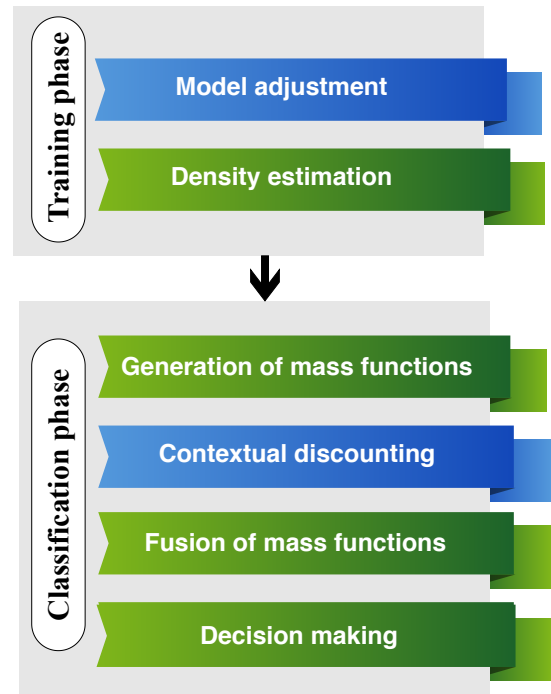 Training phase
Model adjustment
Density estimation
Classification phase
Generation of mass functions
Contextual discounting
Fusion of mass functions
Decision making